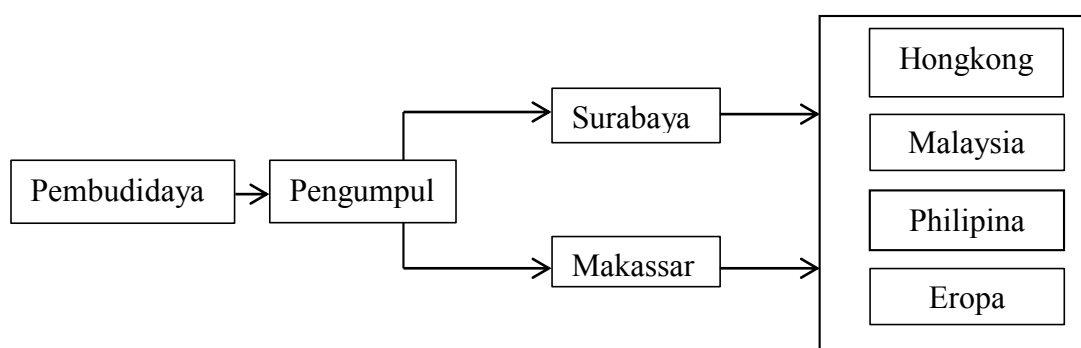 Pembudidaya
Pengumpul
Surabaya
Makassar
Hongkong
Malaysia
Philipina
Eropa